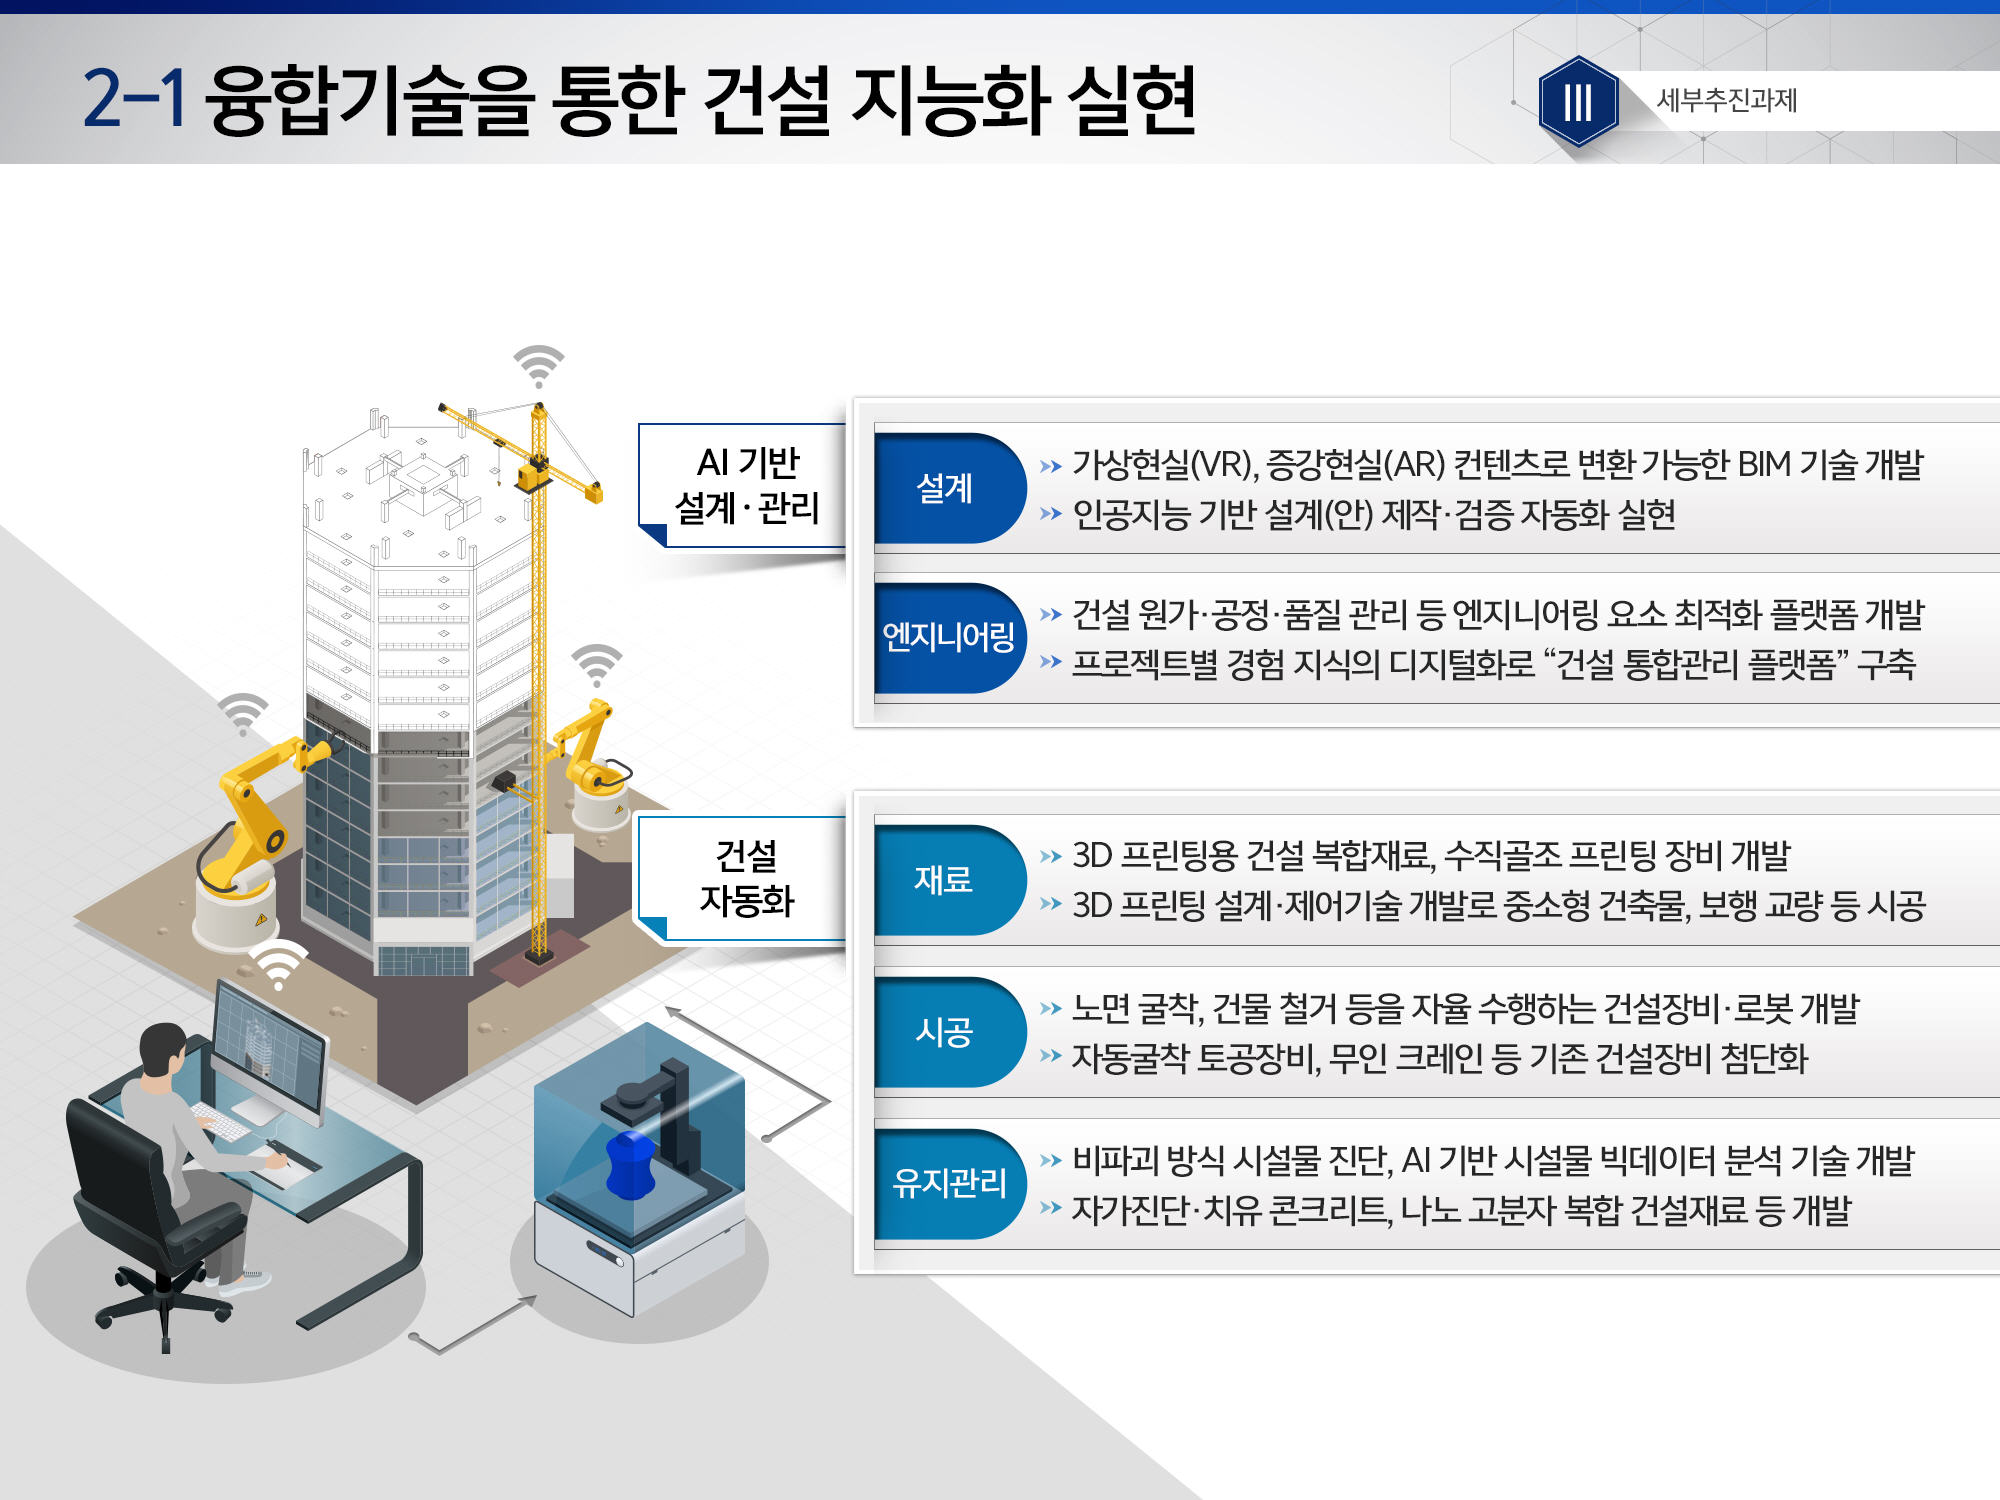 2-1 융합기술을 통한 건설 지능화 실현
III
세부추진과제
AI 기반
설계·관리
설계
가상현실(VR), 증강현실(AR) 컨텐츠로 변환 가능한 BIM 기술 개발
인공지능 기반 설계(안) 제작·검증 자동화 실현
엔지니어링
건설 원가·공정·품질 관리 등 엔지니어링 요소 최적화 플랫폼 개발
프로젝트별 경험 지식의 디지털화로 “건설 통합관리 플랫폼” 구축
건설
자동화
재료
3D 프린팅용 건설 복합재료, 수직골조 프린팅 장비 개발
3D 프린팅 설계·제어기술 개발로 중소형 건축물, 보행 교량 등 시공
시공
노면 굴착, 건물 철거 등을 자율 수행하는 건설장비·로봇 개발
자동굴착 토공장비, 무인 크레인 등 기존 건설장비 첨단화
유지관리
비파괴 방식 시설물 진단, AI 기반 시설물 빅데이터 분석 기술 개발
자가진단·치유 콘크리트, 나노 고분자 복합 건설재료 등 개발